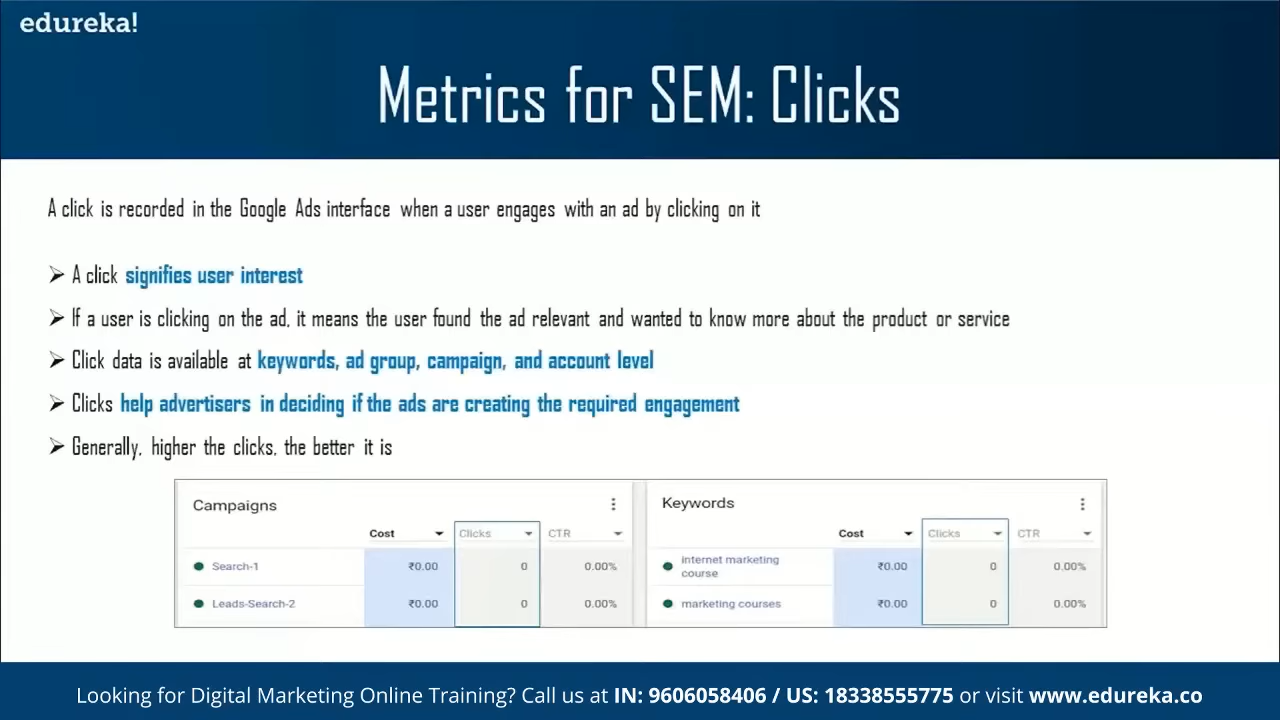 edureka!
Metrics for SEM: Clicks
A click is recorded in the Google Ads interface when a user engages with an ad by clicking on it
➢ A click signifies user interest
➢ If a user is clicking on the ad, it means the user found the ad relevant and wanted to know more about the product or service
➢ Click data is available at keywords, ad group, campaign, and account level
➢ Clicks help advertisers in deciding if the ads are creating the required engagement
➢ Generally, higher the clicks, the better it is
Campaigns
Cost Clicks CTR
Search-1 ₹0.00 0 0.00%
Leads-Search-2 ₹0.00 0 0.00%
Keywords
Cost Clicks CTR
internet marketing
course ₹0.00 0 0.00%
marketing courses ₹0.00 0 0.00%
Looking for Digital Marketing Online Training? Call us at IN: 9606058406 / US: 18338555775 or visit www.edureka.co